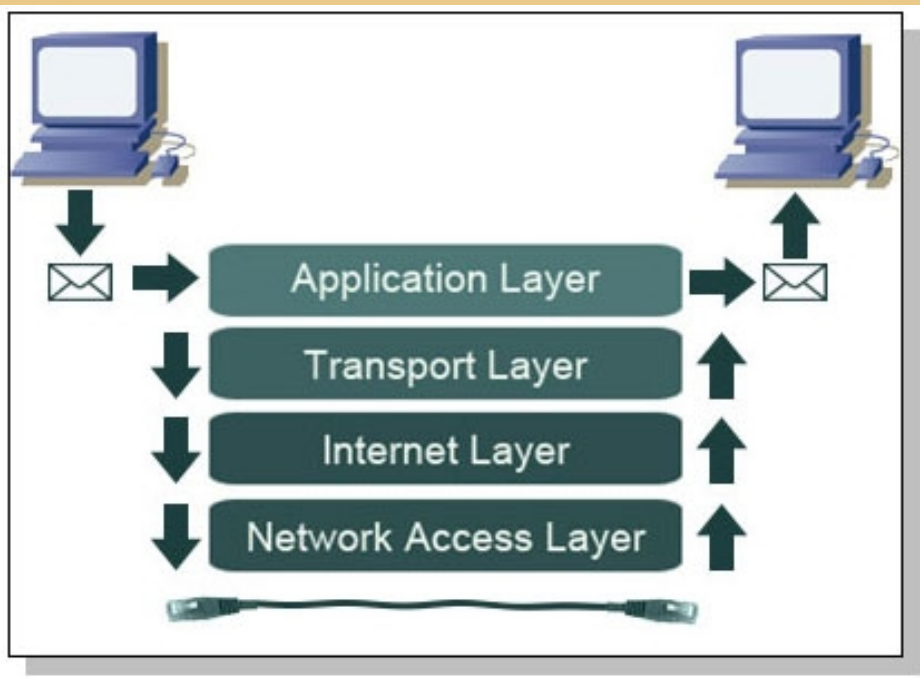 Application Layer
Transport Layer
Internet Layer
Network Access Layer